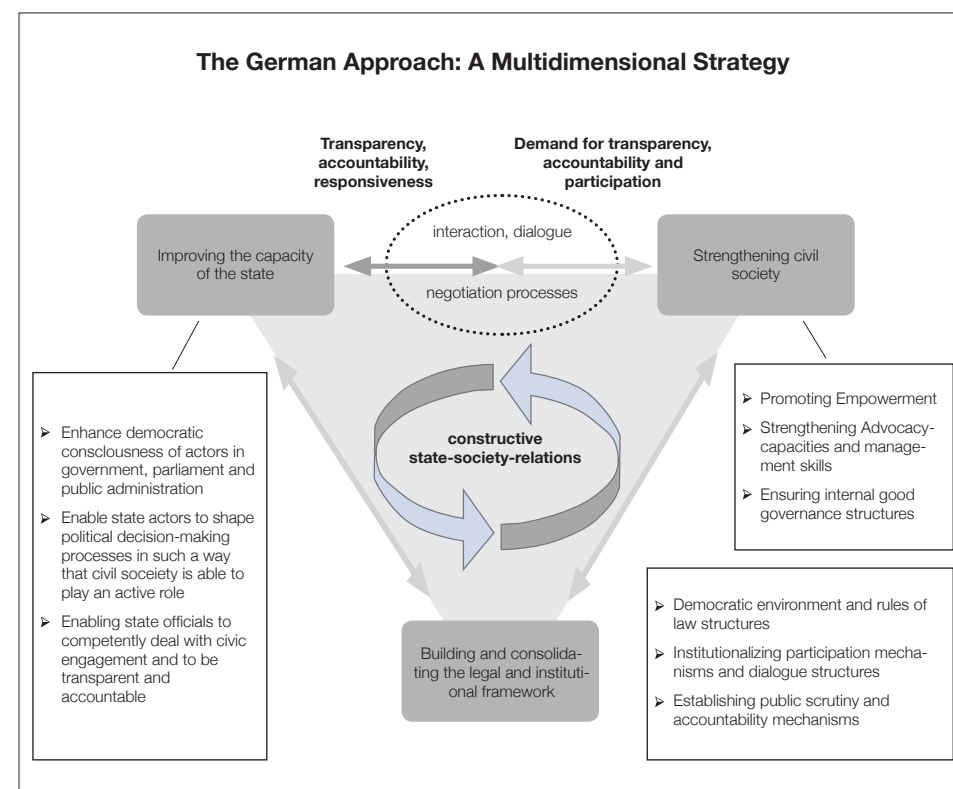 The German Approach: A Multidimensional Strategy
Transparency,
accountability,
responsiveness
Demand for transparency,
accountability and
participation
interaction, dialogue
negotiation processes
Improving the capacity
of the state
Strengthening civil
society
➢ Enhance democratic
conscIousness of actors in
government, parliament and
public administration
➢ Enable state actors to shape
political decision-making
processes in such a way
that civil soceiety is able to
play an active role
➢ Enabling state officials to
competently deal with civic
engagement and to be
transparent and
accountable
constructive
state-society-relations
➢ Promoting Empowerment
➢ Strengthening Advocacy-
capacities and manage-
ment skills
➢ Ensuring internal good
governance structures
Building and consolida-
ting the legal and instituti-
onal framework
➢ Democratic environment and rules of
law structures
➢ Institutionalizing participation mecha-
nisms and dialogue structures
➢ Establishing public scrutiny and
accountability mechanisms